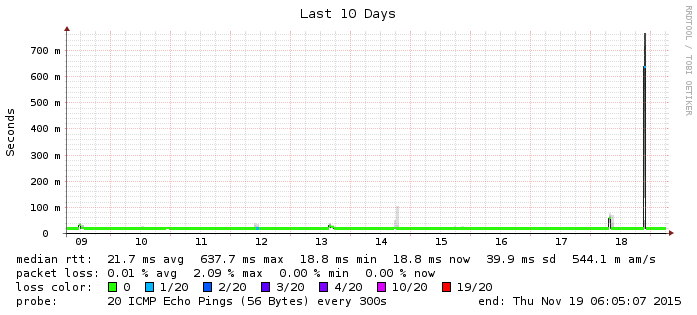 Last 10 Days
RRDTOOL / TOBI OETIKER
Seconds
700 m
600 m
500 m
400 m
300 m
200 m
100 m
0
09 10 11 12 13 14 15 16 17 18
median rtt: 21.7 ms avg 637.7 ms max 18.8 ms min 18.8 ms now 39.9 ms sd 544.1 m am/s
packet loss: 0.01 % avg 2.09 % max 0.00 % min 0.00 % now
loss color: 0 1/20 2/20 3/20 4/20 10/20 19/20
probe: 20 ICMP Echo Pings (56 Bytes) every 300s end: Thu Nov 19 06:05:07 2015